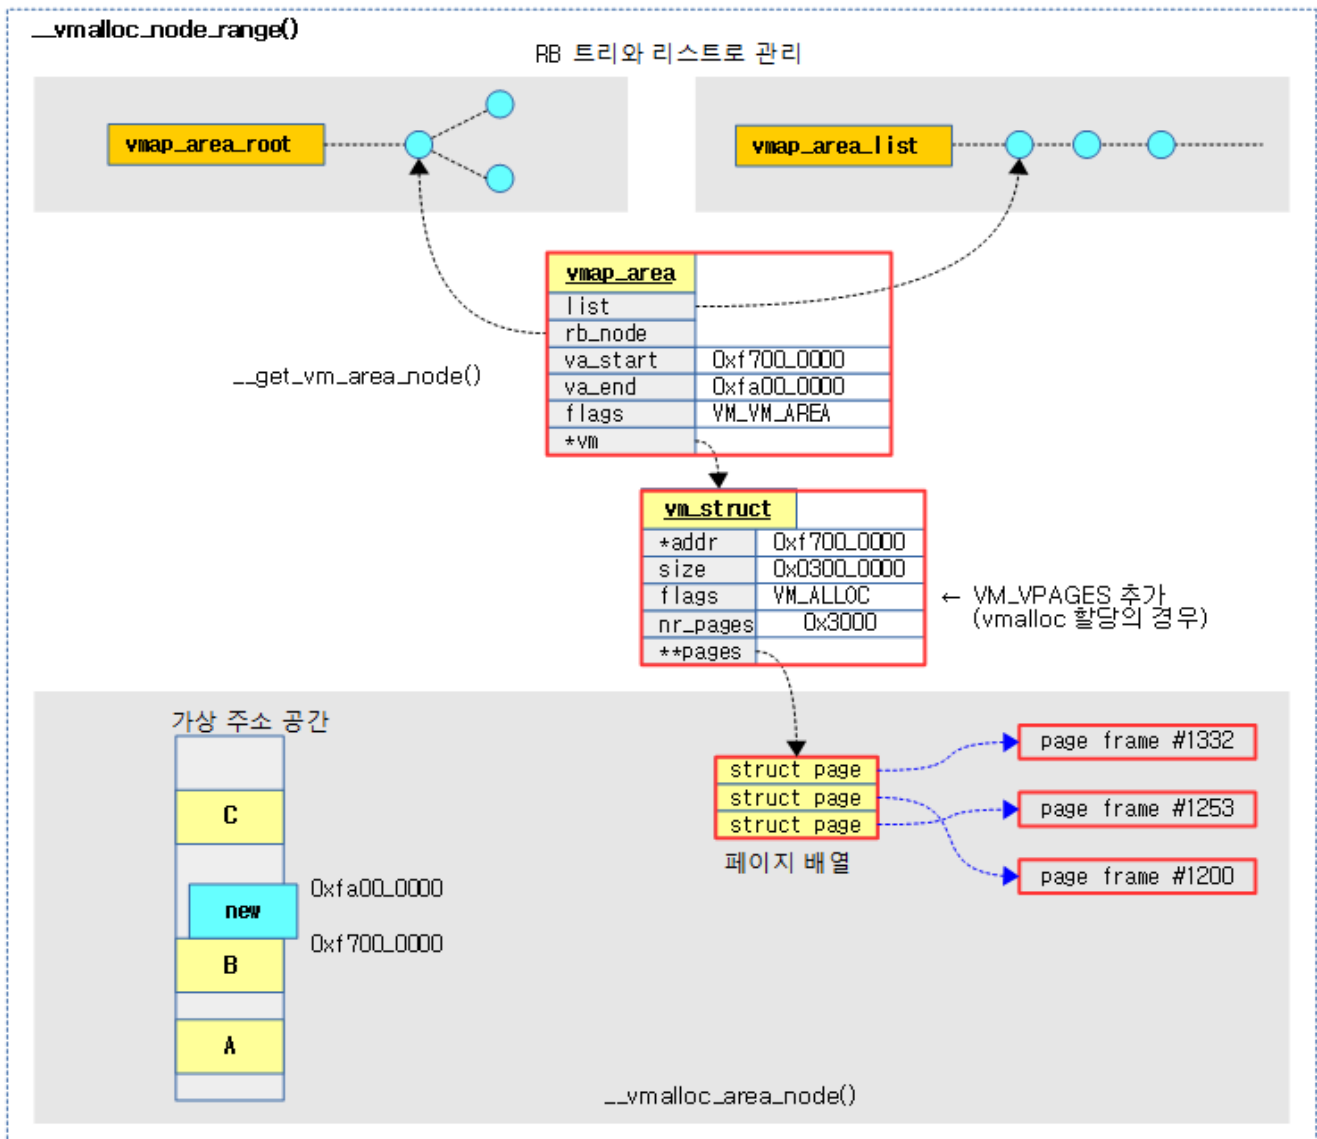 __vmalloc_node_range()
RB 트리와 리스트로 관리
vmap_area_root
vmap_area_list
vmap_area
list
rb_node
va_start 0xf700_0000
va_end 0xfa00_0000
flags VM_VM_AREA
*vm
__get_vm_area_node()
vm_struct
*addr 0xf700_0000
size 0x0300_0000
flags VM_ALLOC
nr_pages 0x3000
**pages
← VM_VPAGES 추가
(vmalloc 할당의 경우)
가상 주소 공간
C
new
B
A
0xfa00_0000
0xf700_0000
struct page
struct page
struct page
페이지 배열
page frame #1332
page frame #1253
page frame #1200
__vmalloc_area_node()